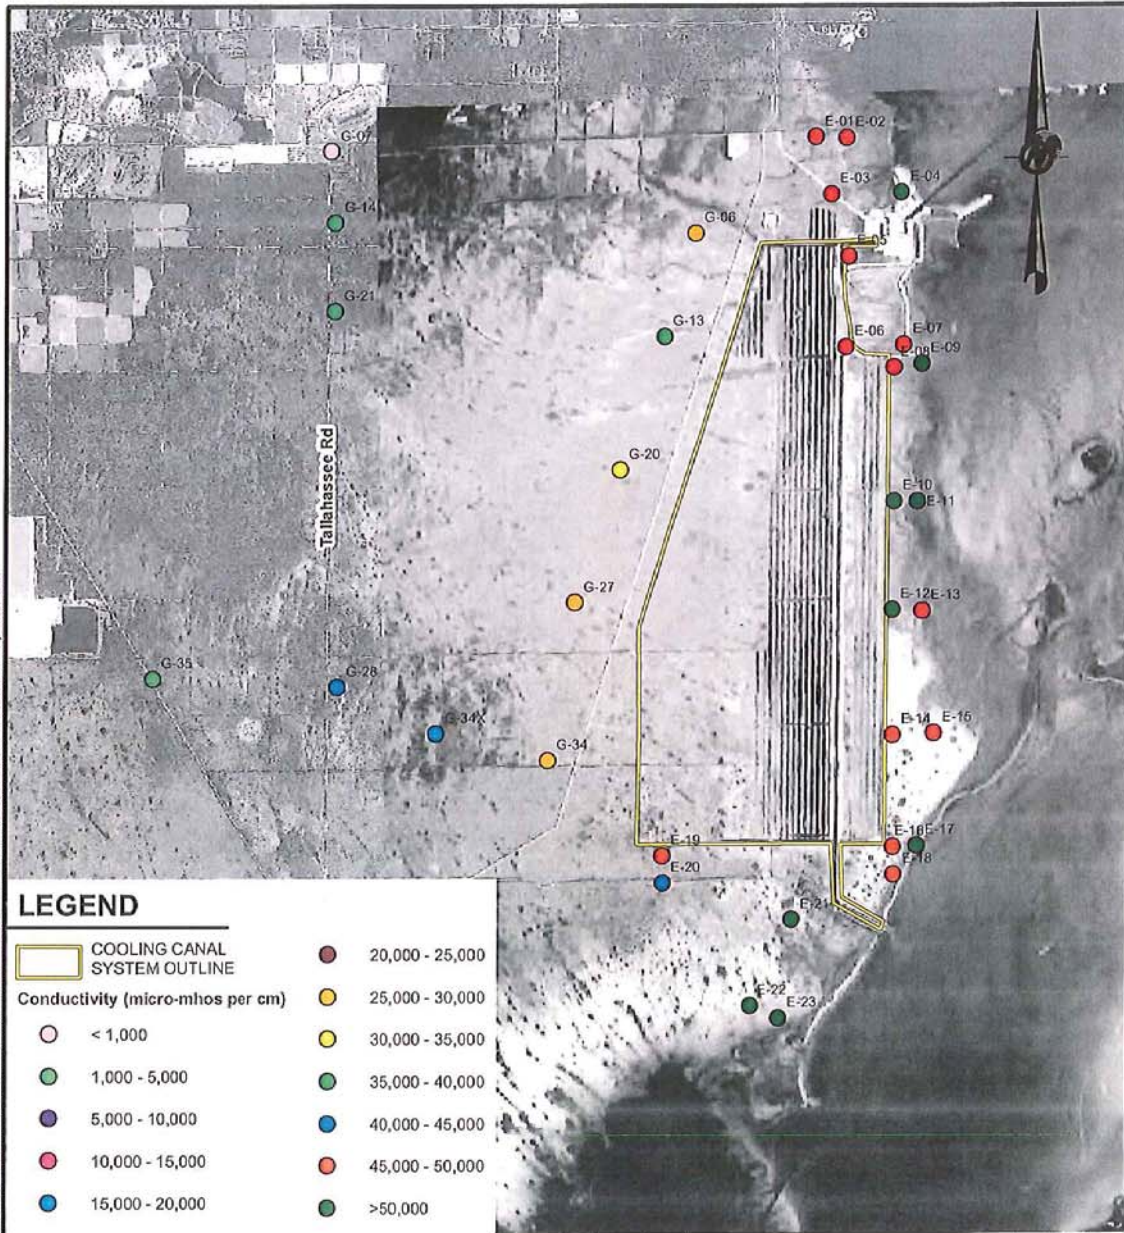 E-01
E-02
G-07
E-03
E-04
G-14
G-06
G-21
G-13
E-06
E-07
E-08
E-09
G-20
Tallahassee Rd
E-10
E-11
G-27
E-12
E-13
G-35
G-28
G-34X
E-14
E-15
G-34
E-16
E-17
E-19
E-18
E-20
E-21
E-22
E-23
LEGEND
COOLING CANAL
SYSTEM OUTLINE
Conductivity (micro-mhos per cm)
< 1,000
1,000 - 5,000
5,000 - 10,000
10,000 - 15,000
15,000 - 20,000
20,000 - 25,000
25,000 - 30,000
30,000 - 35,000
35,000 - 40,000
40,000 - 45,000
45,000 - 50,000
>50,000